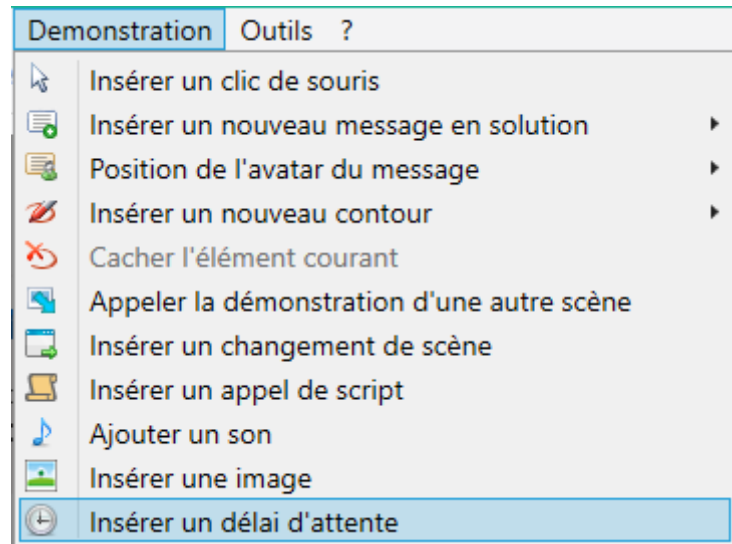 Demonstration Outils ?
Insérer un clic de souris
Insérer un nouveau message en solution
Position de l'avatar du message
Insérer un nouveau contour
Cacher l'élément courant
Appeler la démonstration d'une autre scène
Insérer un changement de scène
Insérer un appel de script
Ajouter un son
Insérer une image
Insérer un délai d'attente